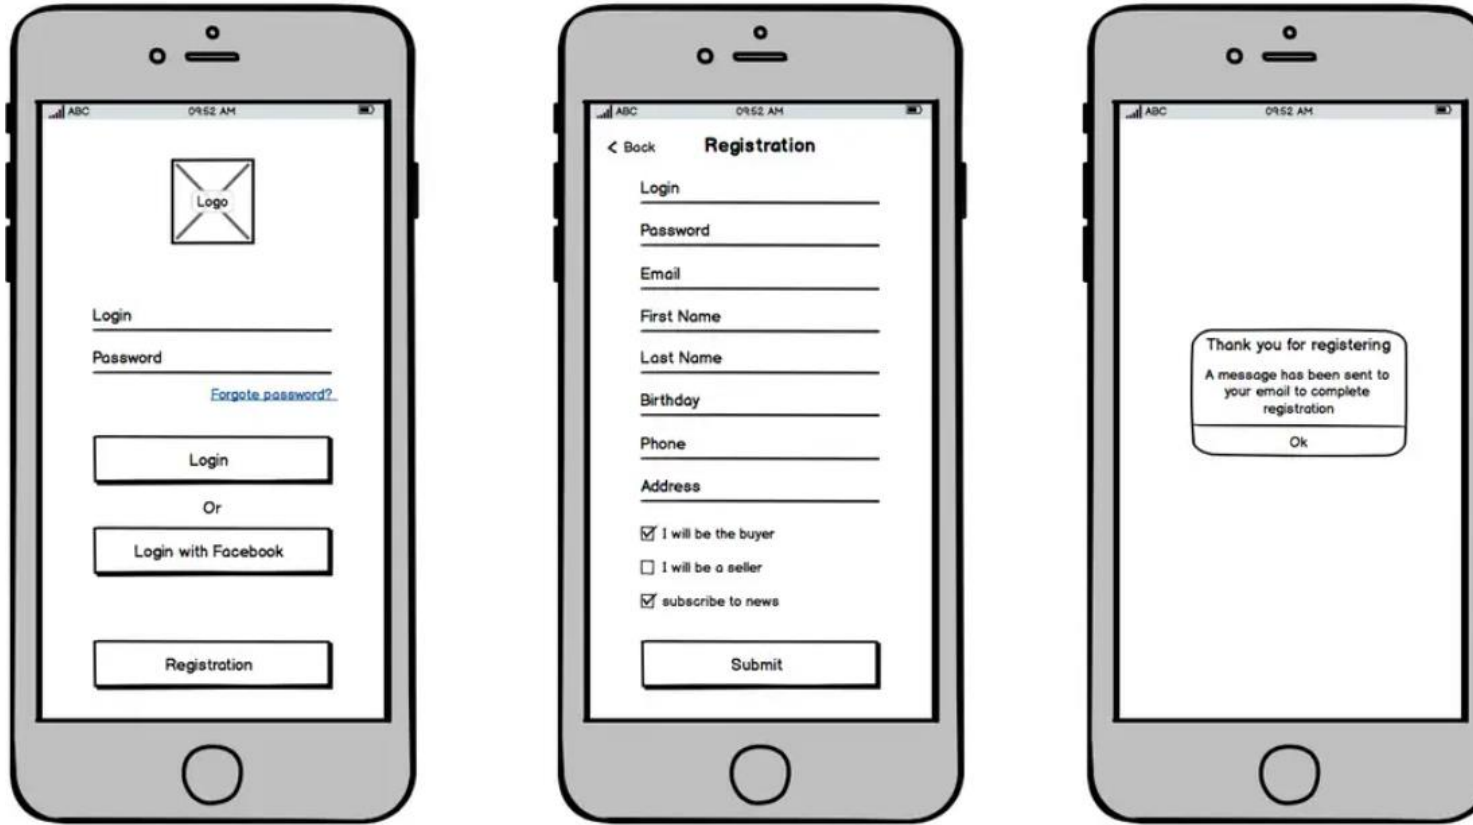 ABC 09:52 AM
Logo
Login
Password
Forgote password?
Login
Or
Login with Facebook
Registration
ABC 09:52 AM
< Back Registration
Login
Password
Email
First Name
Last Name
Birthday
Phone
Address
I will be the buyer
I will be a seller
subscribe to news
Submit
ABC 09:52 AM
Thank you for registering
A message has been sent to
your email to complete
registration
Ok